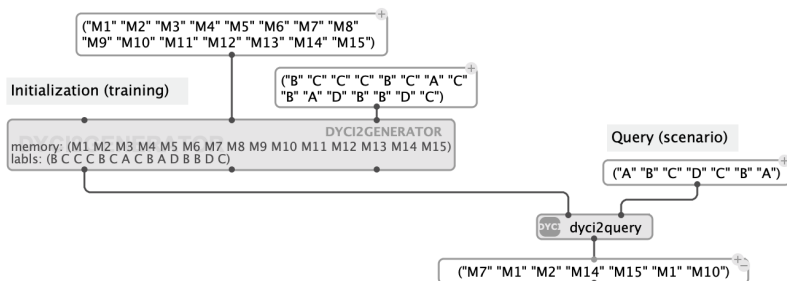 ("M1" "M2" "M3" "M4" "M5" "M6" "M7" "M8"
"M9" "M10" "M11" "M12" "M13" "M14" "M15")
Initialization (training)
("B" "C" "C" "C" "B" "C" "A" "C"
"B" "A" "D" "B" "B" "D" "C")
DYCI2GENERATOR
DYCI2GENERATOR
memory: (M1 M2 M3 M4 M5 M6 M7 M8 M9 M10 M11 M12 M13 M14 M15)
labls: (B C C C B C A C B A D B B D C)
Query (scenario)
("A" "B" "C" "D" "C" "B" "A")
DYCI
dyci2query
("M7" "M1" "M2" "M14" "M15" "M1" "M10")